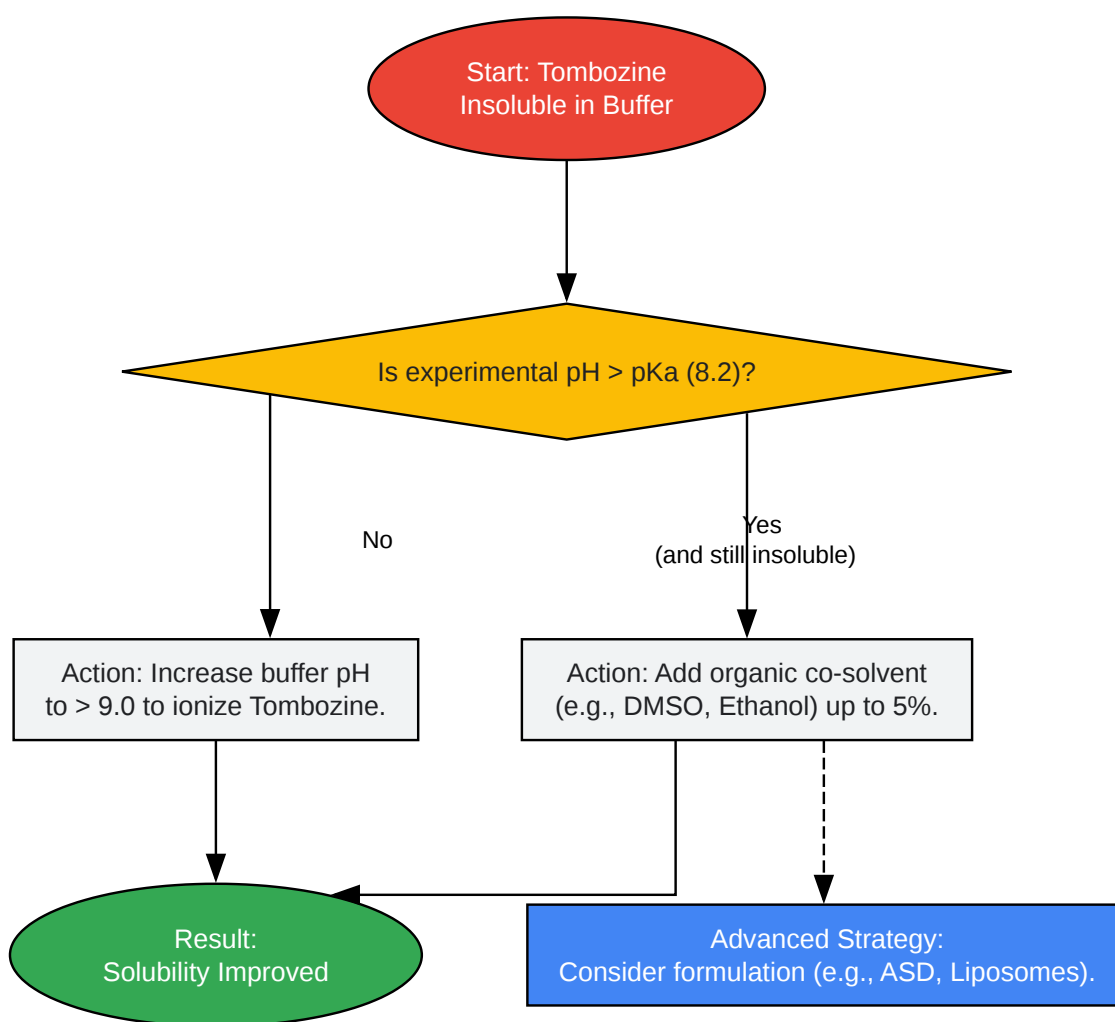 Start: Tombozine
Insoluble in Buffer
Is experimental pH > pKa (8.2)?
No
Yes
(and still insoluble)
Action: Increase buffer pH
to > 9.0 to ionize Tombozine.
Action: Add organic co-solvent
(e.g., DMSO, Ethanol) up to 5%.
Result:
Solubility Improved
Advanced Strategy:
Consider formulation (e.g., ASD, Liposomes).